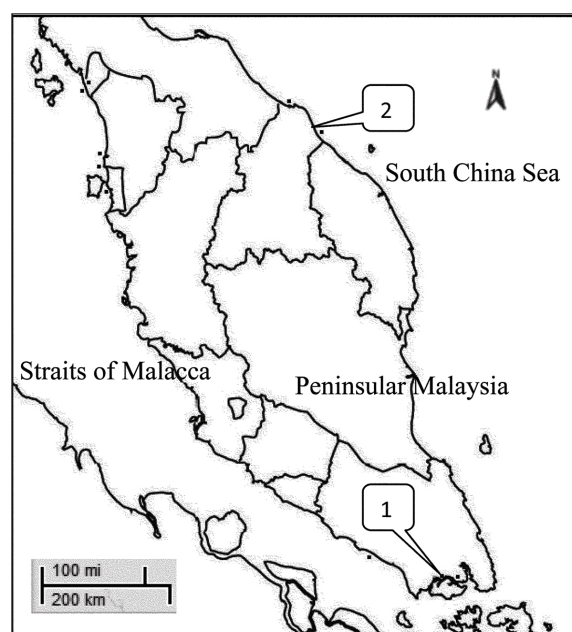 N
2
South China Sea
Straits of Malacca
Peninsular Malaysia
1
100 mi
200 km